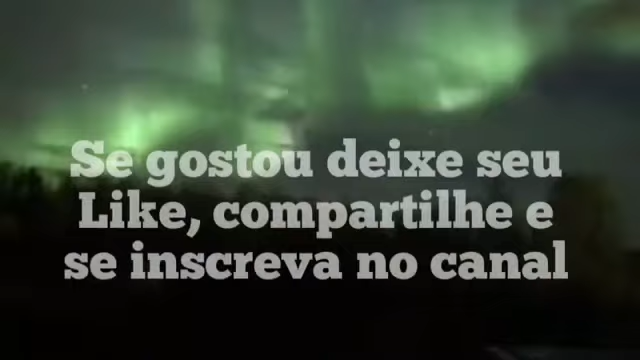 Se gostou deixe seu
Like, compartilhe e
se inscreva no canal